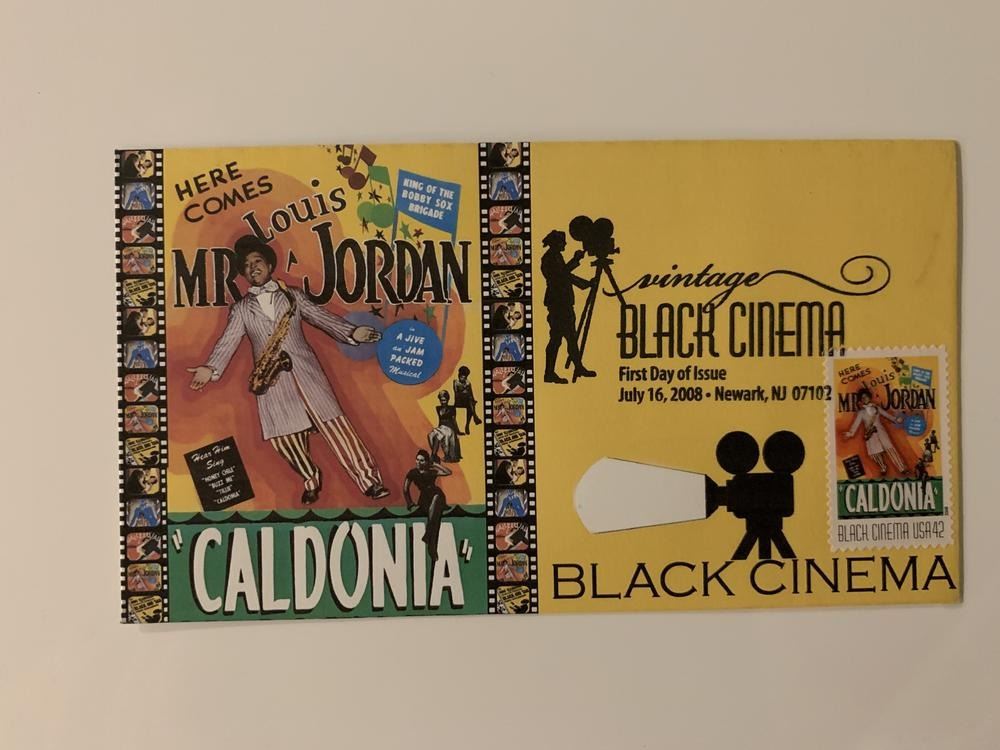 HERE
COMES
Louis
MR JORDAN
KING OF THE
BOBBY SOX
BRIGADE
in
A JIVE
an JAM
PACKED
Musical
Hear Him
Sing
"HONEY CHILE"
"BUZZ ME"
"TILLIE"
"CALDONIA"
"CALDONIA"
vintage
BLACK CINEMA
First Day of Issue
July 16, 2008 • Newark, NJ 07102
HERE
COMES
Louis
MR JORDAN
"CALDONIA"
BLACK CINEMA USA 42
BLACK CINEMA